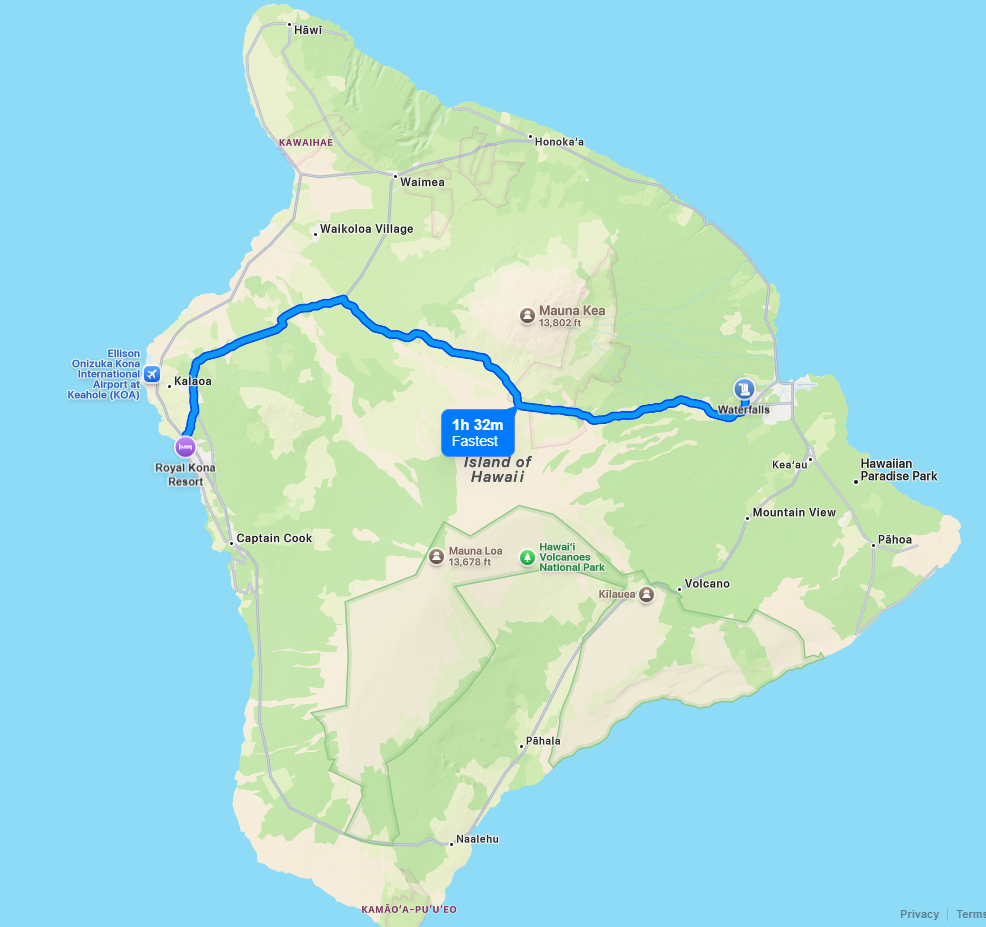 Hāwī
KAWAIHAE
Honokaʻa
Waimea
Waikoloa Village
Mauna Kea
13,802 ft
Ellison
Onizuka Kona
International
Airport at
Keahole (KOA)
Kalaoa
Waterfalls
1h 32m
Fastest
Royal Kona
Resort
Island of
Hawaiʻi
Keaʻau
Hawaiian
Paradise Park
Mountain View
Captain Cook
Pāhoa
Mauna Loa
13,678 ft
Hawaiʻi
Volcanoes
National Park
Volcano
Kīlauea
Pāhala
Naalehu
KAMĀOʻA-PUʻUʻEO
Privacy
Terms